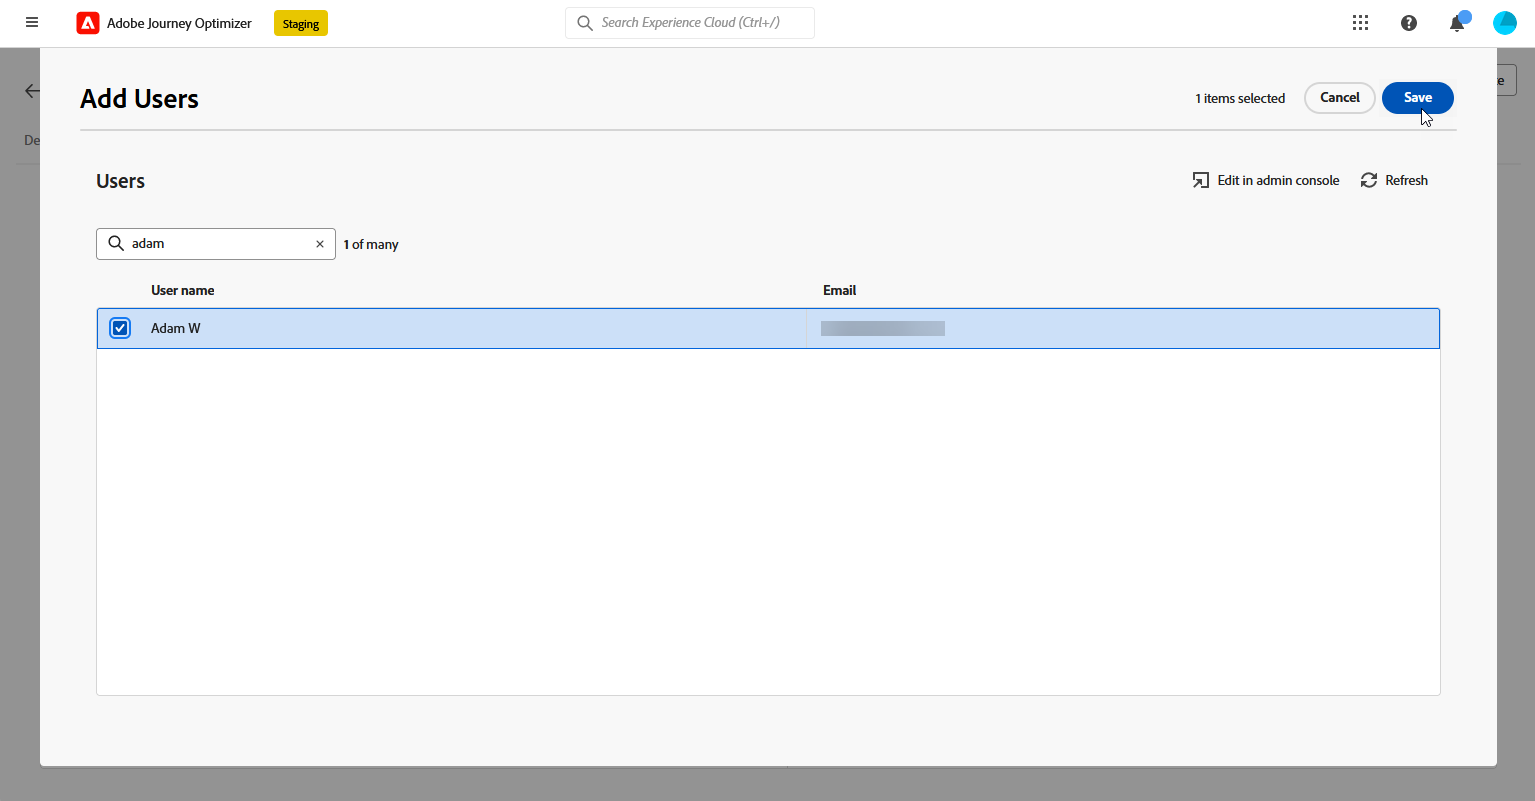 Adobe Journey Optimizer
Staging
Search Experience Cloud (Ctrl+/)
De
Add Users
1 items selected
Cancel
Save
Users
Edit in admin console
Refresh
adam
1 of many
User name
Email
Adam W